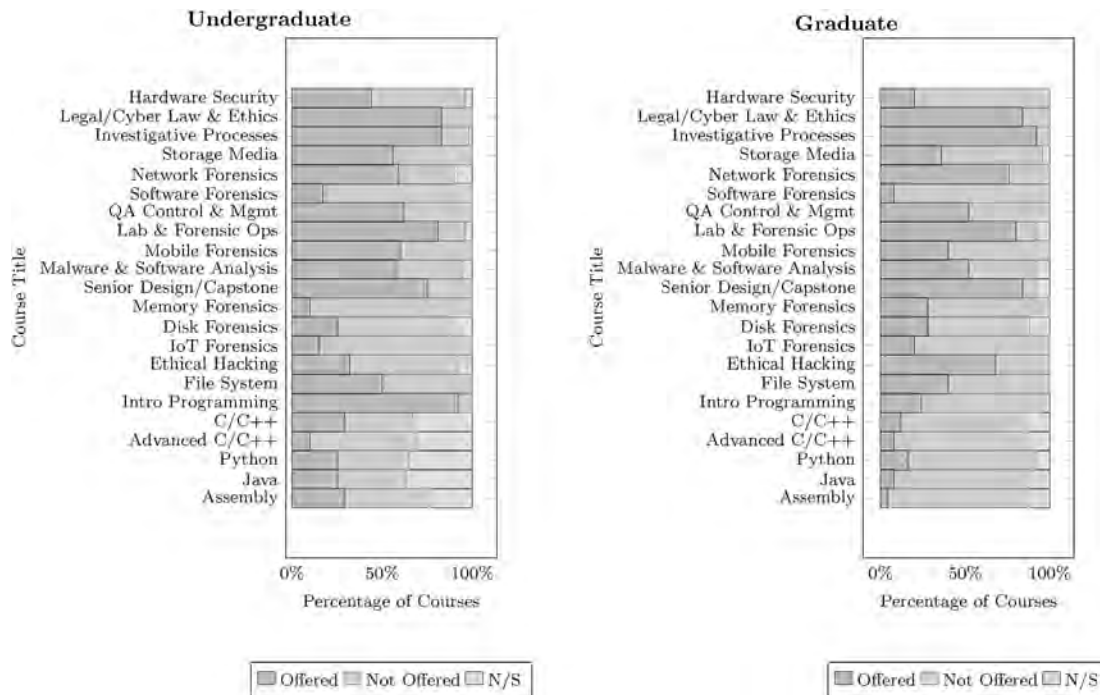 Undergraduate
Course Title
Hardware Security
Legal/Cyber Law & Ethics
Investigative Processes
Storage Media
Network Forensics
Software Forensics
QA Control & Mgmt
Lab & Forensic Ops
Mobile Forensics
Malware & Software Analysis
Senior Design/Capstone
Memory Forensics
Disk Forensics
IoT Forensics
Ethical Hacking
File System
Intro Programming
C/C++
Advanced C/C++
Python
Java
Assembly
0% 50% 100%
Percentage of Courses
Offered Not Offered N/S
Graduate
Course Title
Hardware Security
Legal/Cyber Law & Ethics
Investigative Processes
Storage Media
Network Forensics
Software Forensics
QA Control & Mgmt
Lab & Forensic Ops
Mobile Forensics
Malware & Software Analysis
Senior Design/Capstone
Memory Forensics
Disk Forensics
IoT Forensics
Ethical Hacking
File System
Intro Programming
C/C++
Advanced C/C++
Python
Java
Assembly
0% 50% 100%
Percentage of Courses
Offered Not Offered N/S